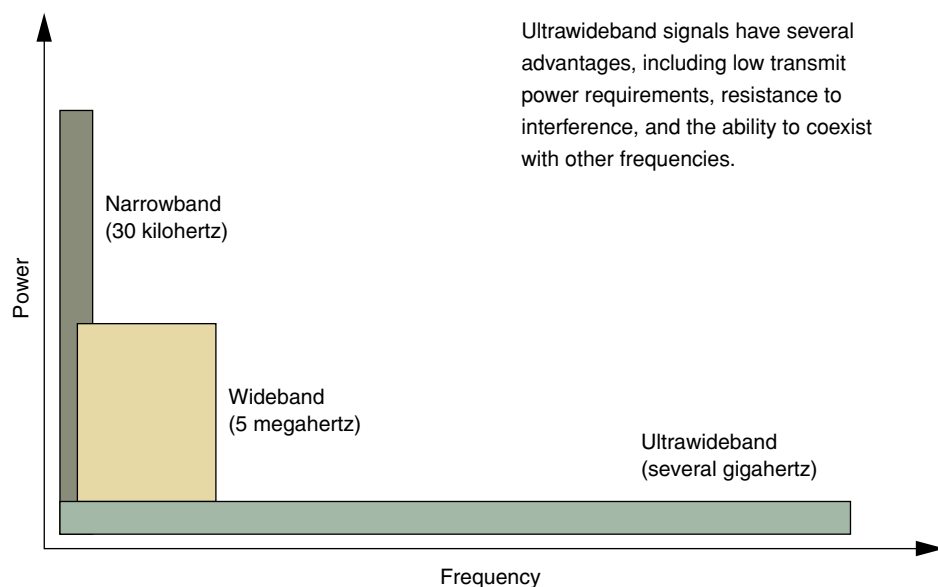 Ultrawideband signals have several
advantages, including low transmit
power requirements, resistance to
interference, and the ability to coexist
with other frequencies.
Narrowband
(30 kilohertz)
Power
Wideband
(5 megahertz)
Ultrawideband
(several gigahertz)
Frequency